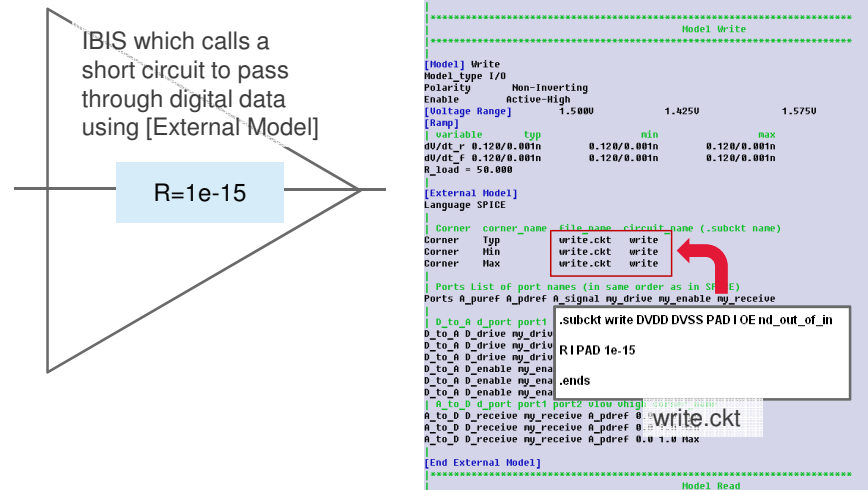 IBIS which calls a
short circuit to pass
through digital data
using [External Model]
R=1e-15
|
|******************************************************************
| Model Write
|******************************************************************
|
[Model] Write
Model_type I/O
Polarity Non-Inverting
Enable Active-High
[Voltage Range] 1.500V 1.425V 1.575V
[Ramp]
| variable typ min max
dV/dt_r 0.120/0.001n 0.120/0.001n 0.120/0.001n
dV/dt_f 0.120/0.001n 0.120/0.001n 0.120/0.001n
R_load = 50.000
|
[External Model]
Language SPICE
|
| Corner corner_name file_name circuit_name (.subckt name)
Corner Typ write.ckt write
Corner Min write.ckt write
Corner Max write.ckt write
|
| Ports List of port names (in same order as in SPICE)
Ports A_puref A_pdref A_signal my_drive my_enable my_receive
|
| D_to_A d_port port1
D_to_A D_drive my_driv
D_to_A D_drive my_driv
D_to_A D_drive my_driv
D_to_A D_enable my_ena
D_to_A D_enable my_ena
D_to_A D_enable my_ena
| A_to_D d_port port1 port2 vlow vhigh
A_to_D D_receive my_receive A_pdref 0.0
A_to_D D_receive my_receive A_pdref 0.
A_to_D D_receive my_receive A_pdref 0.0 1.0 Max
|
[End External Model]
|******************************************************************
| Model Read
.subckt write DVDD DVSS PAD I OE nd_out_of_in
R I PAD 1e-15
.ends
write.ckt